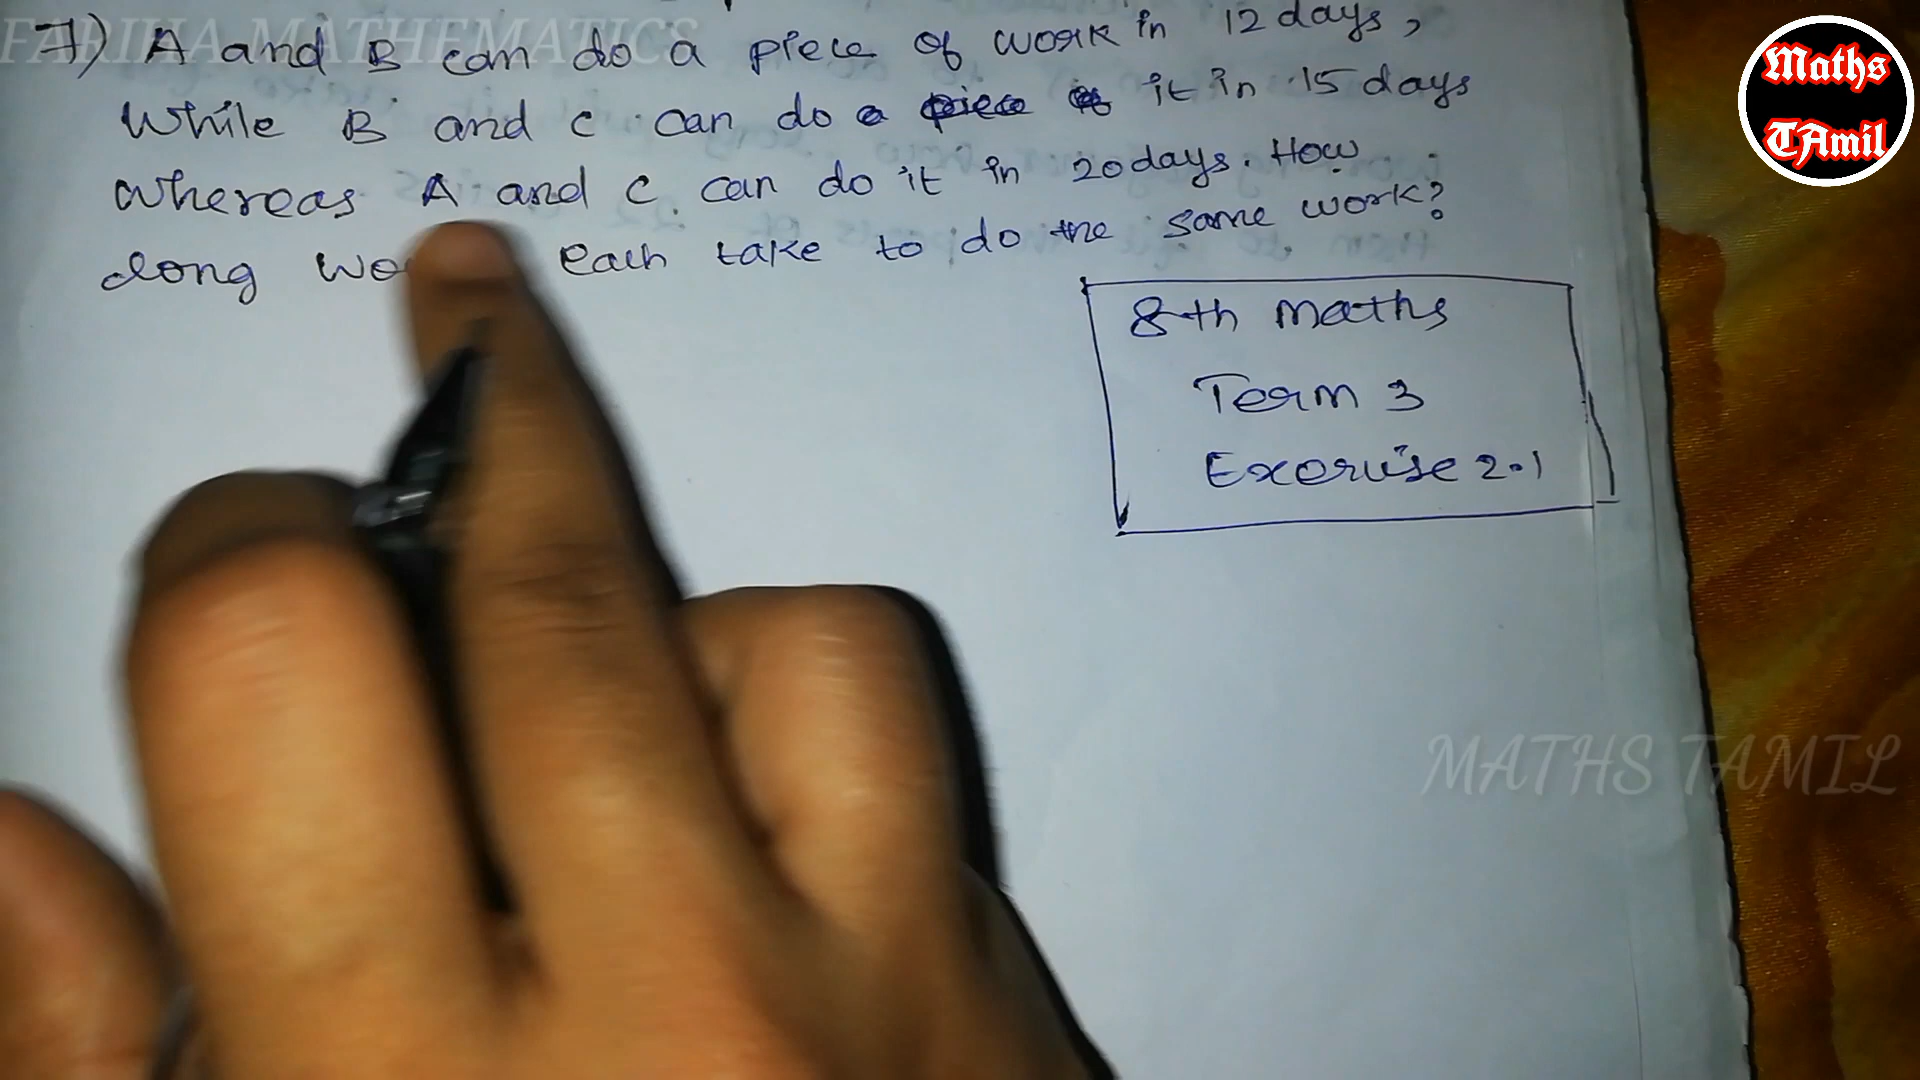 FARIHA MATHEMATICS
7) A and B can do a piece of work in 12 days,
While B and C can do it in 15 days
Whereas A and C can do it in 20 days. How
long each take to do the same work?
8th Maths
Term 3
Exercise 2.1
Maths
TAmil
MATHS TAMIL